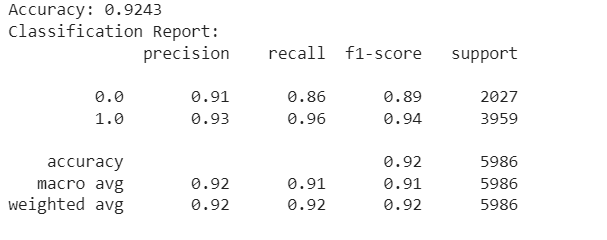 Accuracy: 0.9243
Classification Report:
precision recall f1-score support
0.0 0.91 0.86 0.89 2027
1.0 0.93 0.96 0.94 3959
accuracy 0.92 5986
macro avg 0.92 0.91 0.91 5986
weighted avg 0.92 0.92 0.92 5986